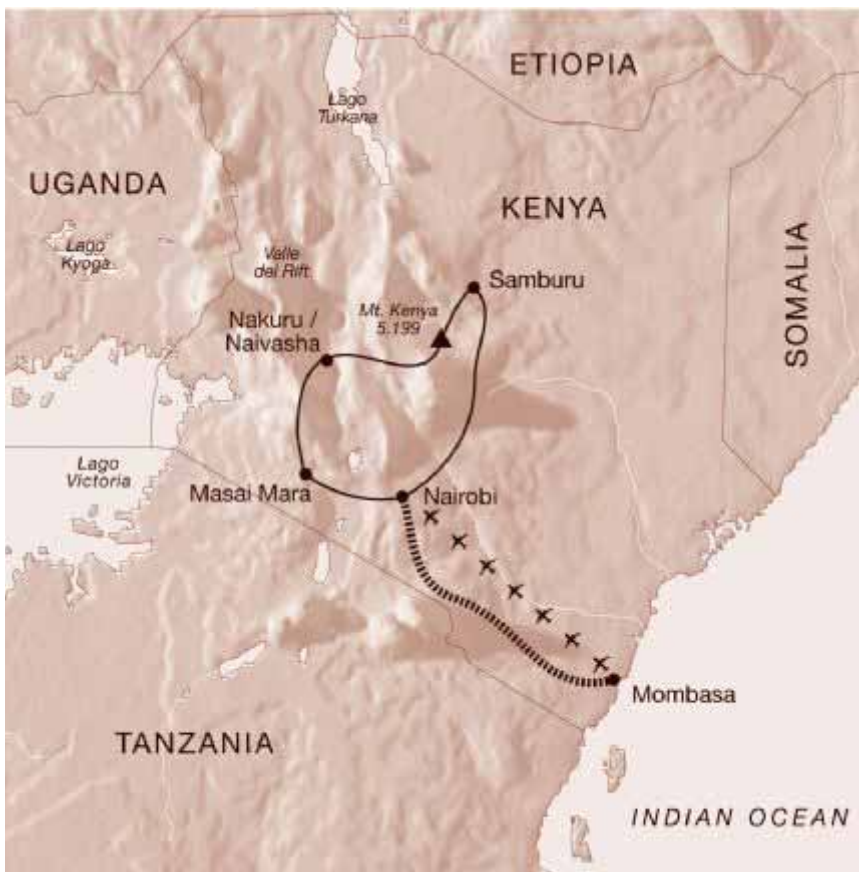 ETIOPIA
Lago
Turkana
UGANDA
KENYA
Lago
Kyoga
Valle
del Rift
SOMALIA
Samburu
Mt. Kenya
5.199
Nakuru /
Naivasha
Lago
Victoria
Masai Mara
Nairobi
Mombasa
TANZANIA
INDIAN OCEAN